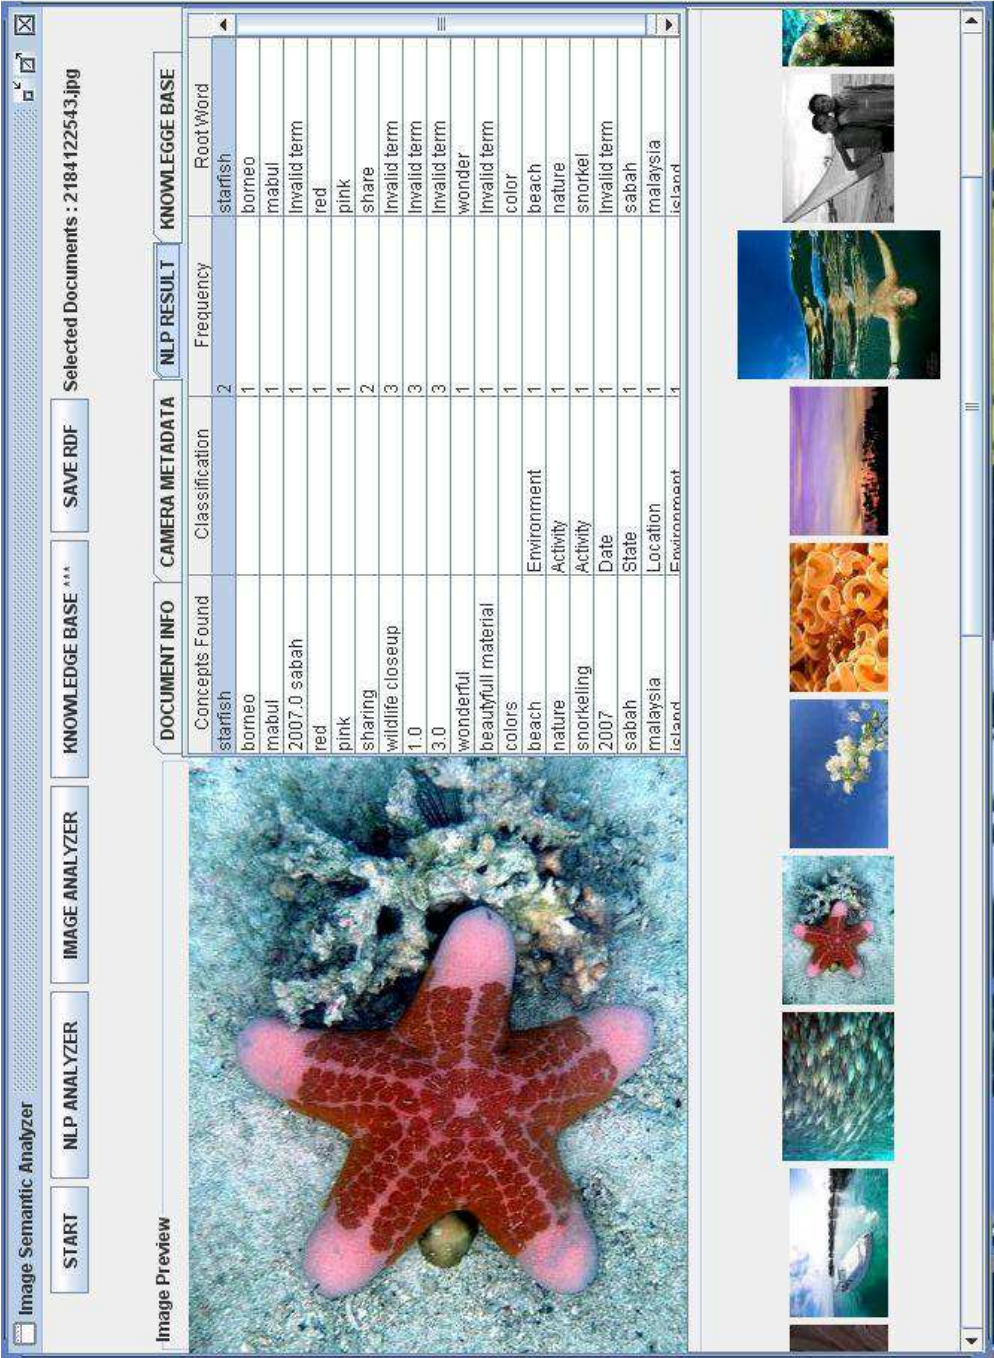 Image Semantic Analyzer
START NLP ANALYZER IMAGE ANALYZER KNOWLEDGE BASE *** SAVE RDF Selected Documents : 2184122543.jpg
Image Preview
DOCUMENT INFO CAMERA METADATA NLP RESULT KNOWLEGGE BASE
Concepts Found Classification Frequency Root Word
starfish 2 starfish
borneo 1 borneo
mabul 1 mabul
2007.0 sabah 1 Invalid term
red 1 red
pink 1 pink
sharing 2 share
wildlife closeup 3 Invalid term
1.0 3 Invalid term
3.0 3 Invalid term
wonderful 1 wonder
beautyfull material 1 Invalid term
colors 1 color
beach Environment 1 beach
nature Activity 1 nature
snorkeling Activity 1 snorkel
2007 Date 1 Invalid term
sabah State 1 sabah
malaysia Location 1 malaysia
island Environment 1 island